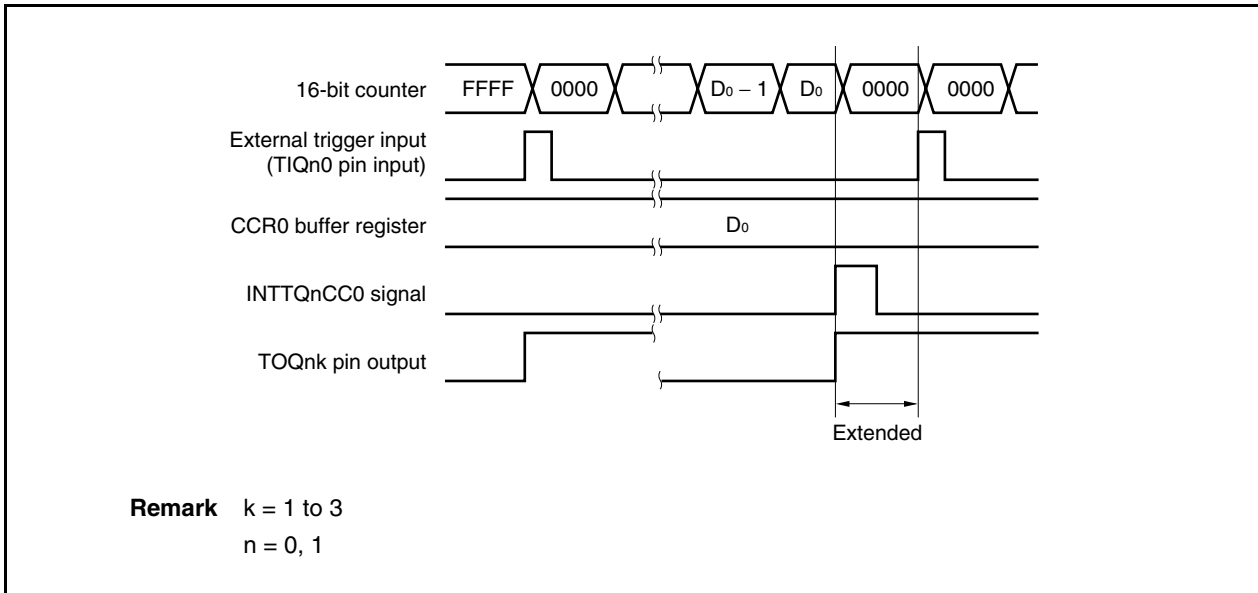 16-bit counter FFFF 0000 D0 − 1 D0 0000 0000
External trigger input
(TIQn0 pin input)
CCR0 buffer register D0
INTTQnCC0 signal
TOQnk pin output
Extended
Remark k = 1 to 3
n = 0, 1